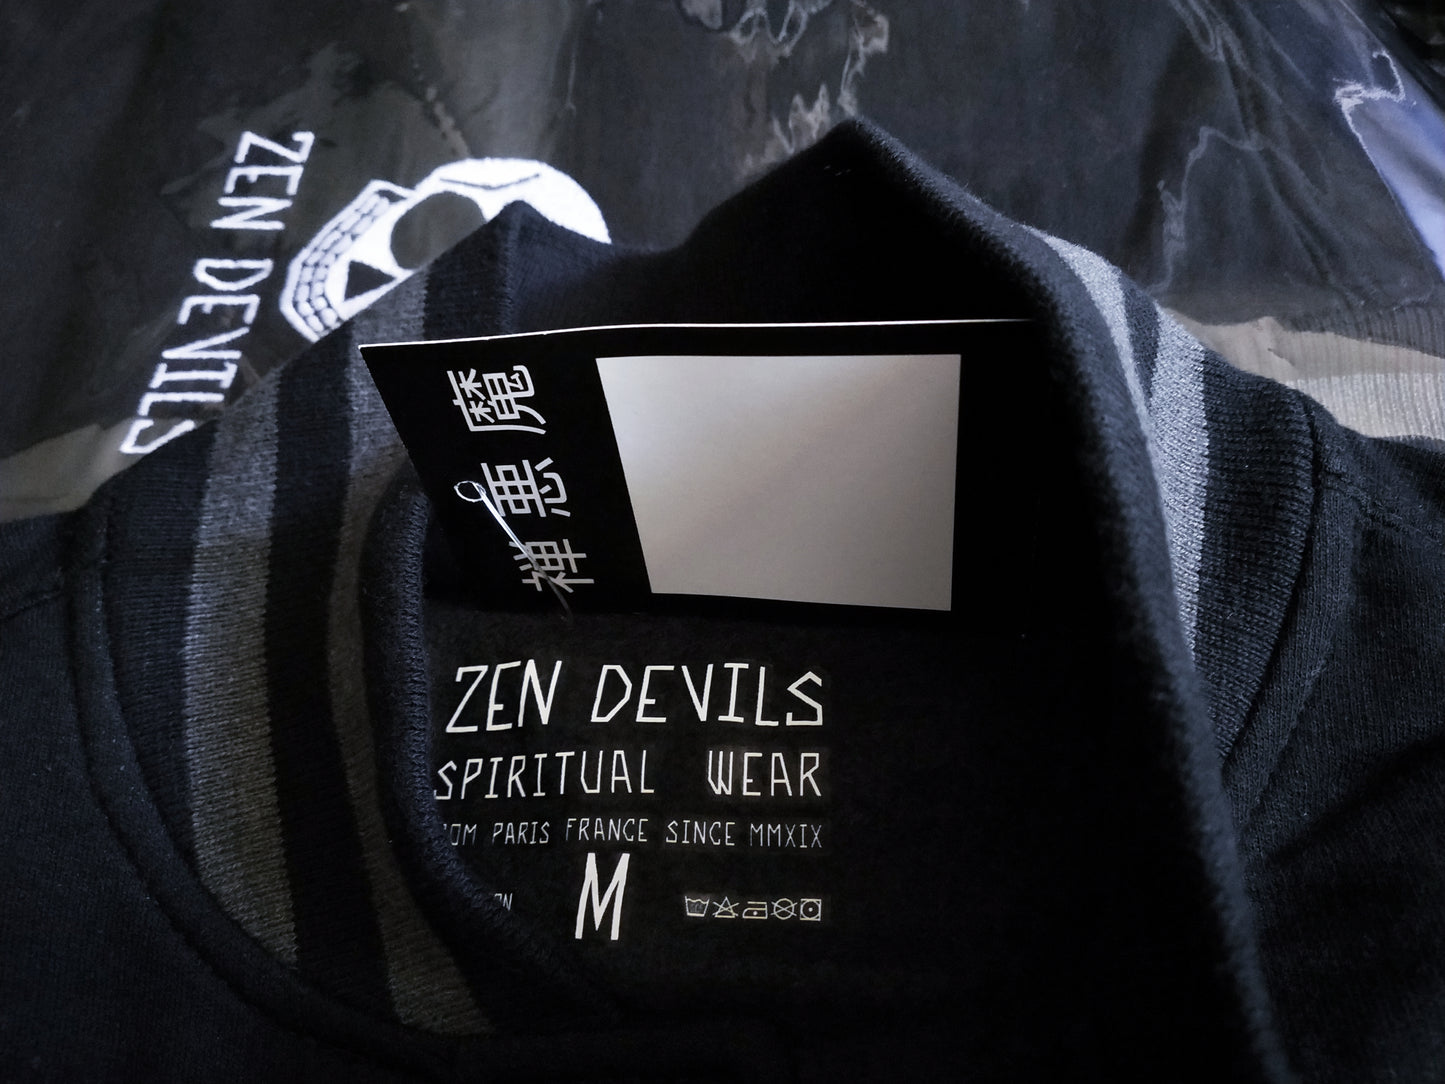 ZEN DEVILS
禅悪魔
ZEN DEVILS
SPIRITUAL WEAR
PARIS FRANCE SINCE MMXIX
M